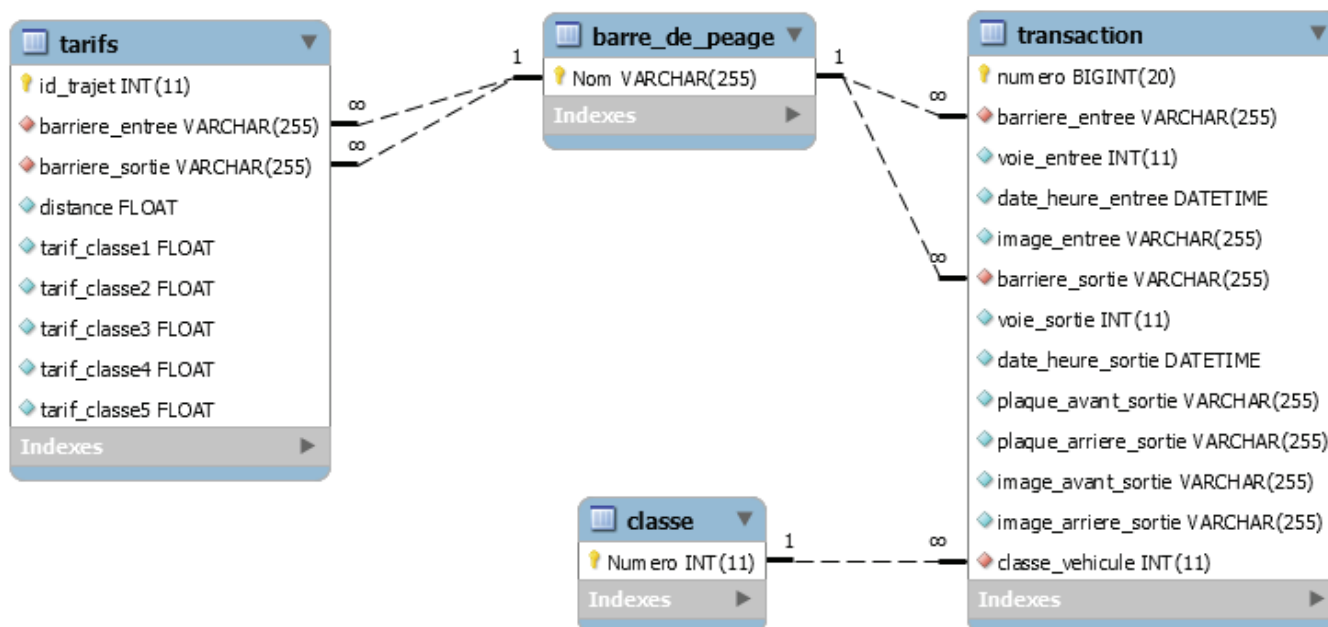 tarifs
id_trajet INT(11)
barriere_entree VARCHAR(255)
barriere_sortie VARCHAR(255)
distance FLOAT
tarif_classe1 FLOAT
tarif_classe2 FLOAT
tarif_classe3 FLOAT
tarif_classe4 FLOAT
tarif_classe5 FLOAT
Indexes
∞
∞
1
barre_de_peage
Nom VARCHAR(255)
Indexes
1
∞
∞
transaction
numero BIGINT(20)
barriere_entree VARCHAR(255)
voie_entree INT(11)
date_heure_entree DATETIME
image_entree VARCHAR(255)
barriere_sortie VARCHAR(255)
voie_sortie INT(11)
date_heure_sortie DATETIME
plaque_avant_sortie VARCHAR(255)
plaque_arriere_sortie VARCHAR(255)
image_avant_sortie VARCHAR(255)
image_arriere_sortie VARCHAR(255)
classe_vehicule INT(11)
Indexes
classe
Numero INT(11)
Indexes
1
∞